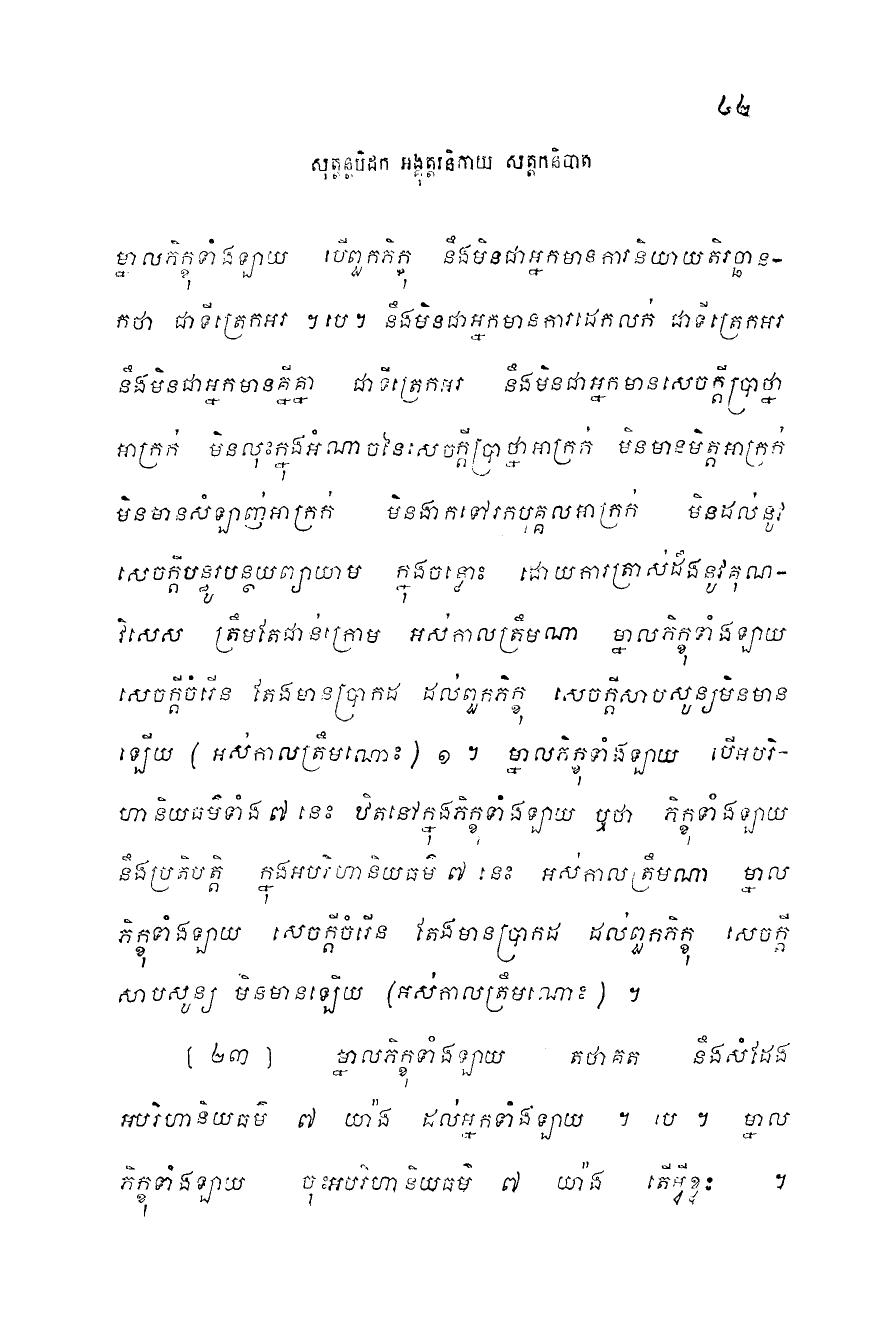 ៤២
សុត្តន្តបិដក អង្គុត្តរនិកាយ សត្តកនិបាត
ម្នាលភិក្ខុទាំងឡាយ បើពួកភិក្ខុ នឹងមិនជាអ្នកមានការនិយាយតិរច្ឆាន-
កថា ជាទីត្រេកអរ ។បេ។ នឹងមិនជាអ្នកមានការដេកលក់ ជាទីត្រេកអរ
នឹងមិនជាអ្នកមានគ្នីគ្នា ជាទីត្រេកអរ នឹងមិនជាអ្នកមានសេចក្តីប្រាថ្នា
អាក្រក់ មិនលុះក្នុងអំណាចនៃសេចក្តីប្រាថ្នាអាក្រក់ មិនមានមិត្តអាក្រក់
មិនមានសំឡាញ់អាក្រក់ មិនងាកទៅរកបុគ្គលអាក្រក់ មិនដល់នូវ
សេចក្តីបន្ធូរបន្ថយព្យាយាម ក្នុងចន្លោះ ដោយការត្រាស់ដឹងនូវគុណ-
វិសេស ត្រឹមតែជាន់ក្រោម អស់កាលត្រឹមណា ម្នាលភិក្ខុទាំងឡាយ
សេចក្តីចំរើន តែងមានប្រាកដ ដល់ពួកភិក្ខុ សេចក្តីសាបសូន្យមិនមាន
ឡើយ (អស់កាលត្រឹមណោះ) ១ ។ ម្នាលភិក្ខុទាំងឡាយ បើអបរិ-
ហានិយធម៌ទាំង៧នេះ ឋិតនៅក្នុងភិក្ខុទាំងឡាយ ឬថា ភិក្ខុទាំងឡាយ
នឹងប្រតិបត្តិ ក្នុងអបរិហានិយធម៌ ៧ នេះ អស់កាលត្រឹមណា ម្នាល
ភិក្ខុទាំងឡាយ សេចក្តីចំរើន តែងមានប្រាកដ ដល់ពួកភិក្ខុ សេចក្តី
សាបសូន្យ មិនមានឡើយ (អស់កាលត្រឹមណោះ) ។
[២៣] ម្នាលភិក្ខុទាំងឡាយ តថាគត នឹងសំដែង
អបរិហានិយធម៌ ៧ យ៉ាង ដល់អ្នកទាំងឡាយ ។ បេ ។ ម្នាល
ភិក្ខុទាំងឡាយ ចុះអបរិហានិយធម៌ ៧ យ៉ាង តើអ្វីខ្លះ ។